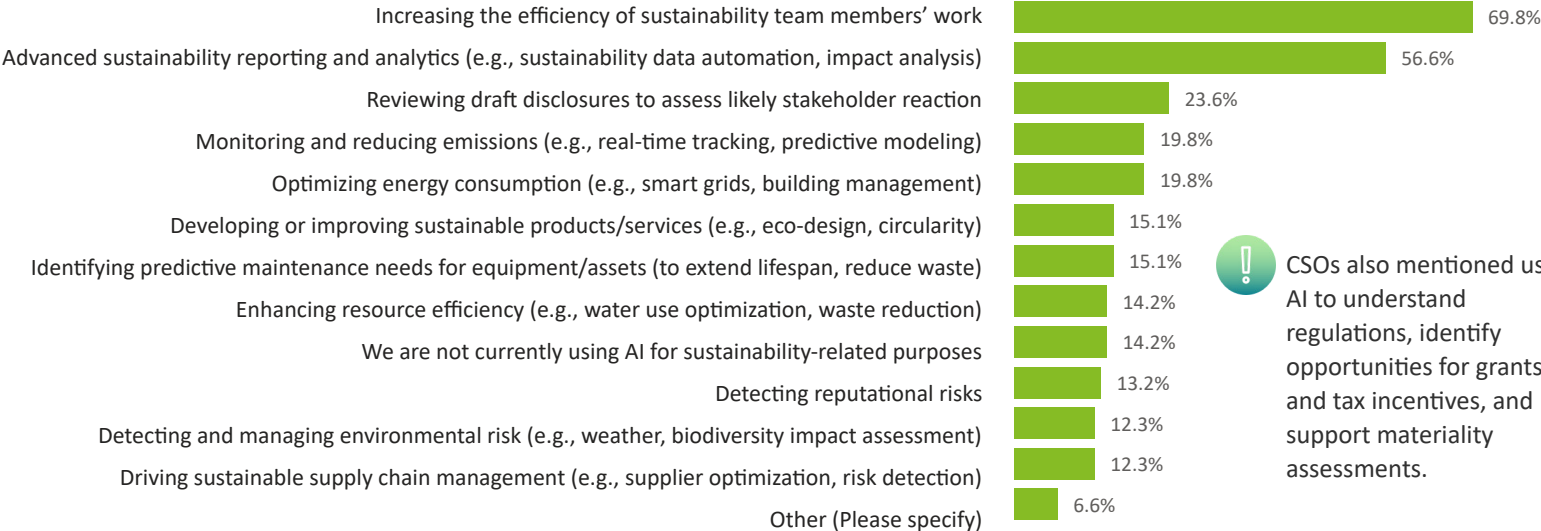 Increasing the efficiency of sustainability team members’ work 69.8%
Advanced sustainability reporting and analytics (e.g., sustainability data automation, impact analysis) 56.6%
Reviewing draft disclosures to assess likely stakeholder reaction 23.6%
Monitoring and reducing emissions (e.g., real-time tracking, predictive modeling) 19.8%
Optimizing energy consumption (e.g., smart grids, building management) 19.8%
Developing or improving sustainable products/services (e.g., eco-design, circularity) 15.1%
Identifying predictive maintenance needs for equipment/assets (to extend lifespan, reduce waste) 15.1%
Enhancing resource efficiency (e.g., water use optimization, waste reduction) 14.2%
We are not currently using AI for sustainability-related purposes 14.2%
Detecting reputational risks 13.2%
Detecting and managing environmental risk (e.g., weather, biodiversity impact assessment) 12.3%
Driving sustainable supply chain management (e.g., supplier optimization, risk detection) 12.3%
Other (Please specify) 6.6%
CSOs also mentioned
AI to understand
regulations, identify
opportunities for grants
and tax incentives, and
support materiality
assessments.